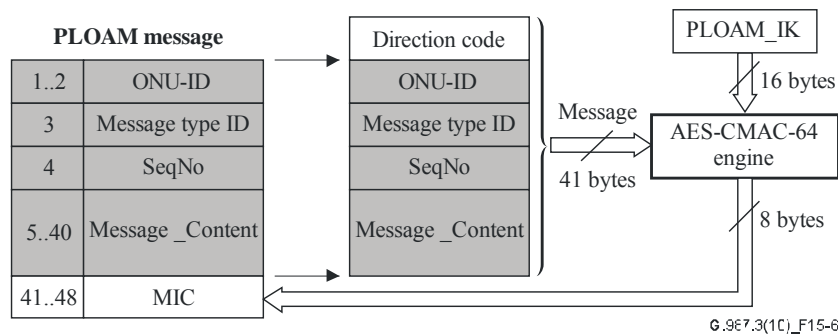 PLOAM message
1..2 ONU-ID
3 Message type ID
4 SeqNo
5..40 Message _Content
41..48 MIC
Direction code
ONU-ID
Message type ID
SeqNo
Message _Content
Message
41 bytes
PLOAM_IK
16 bytes
AES-CMAC-64
engine
8 bytes
G.987.3(10)_F15-6